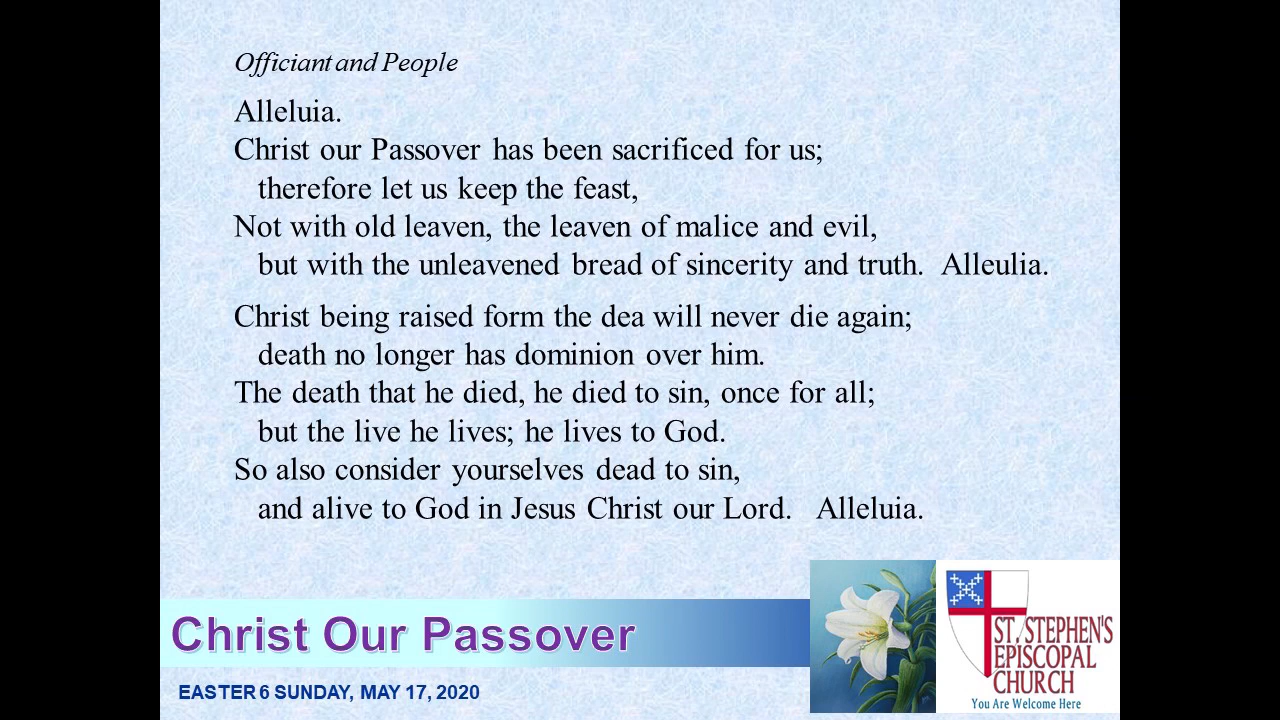 Officiant and People
Alleluia.
Christ our Passover has been sacrificed for us;
therefore let us keep the feast,
Not with old leaven, the leaven of malice and evil,
but with the unleavened bread of sincerity and truth.  Alleulia.
Christ being raised form the dea will never die again;
death no longer has dominion over him.
The death that he died, he died to sin, once for all;
but the live he lives; he lives to God.
So also consider yourselves dead to sin,
and alive to God in Jesus Christ our Lord.   Alleluia.
Christ Our Passover
EASTER 6 SUNDAY, MAY 17, 2020
ST. STEPHEN'S
EPISCOPAL
CHURCH
You Are Welcome Here